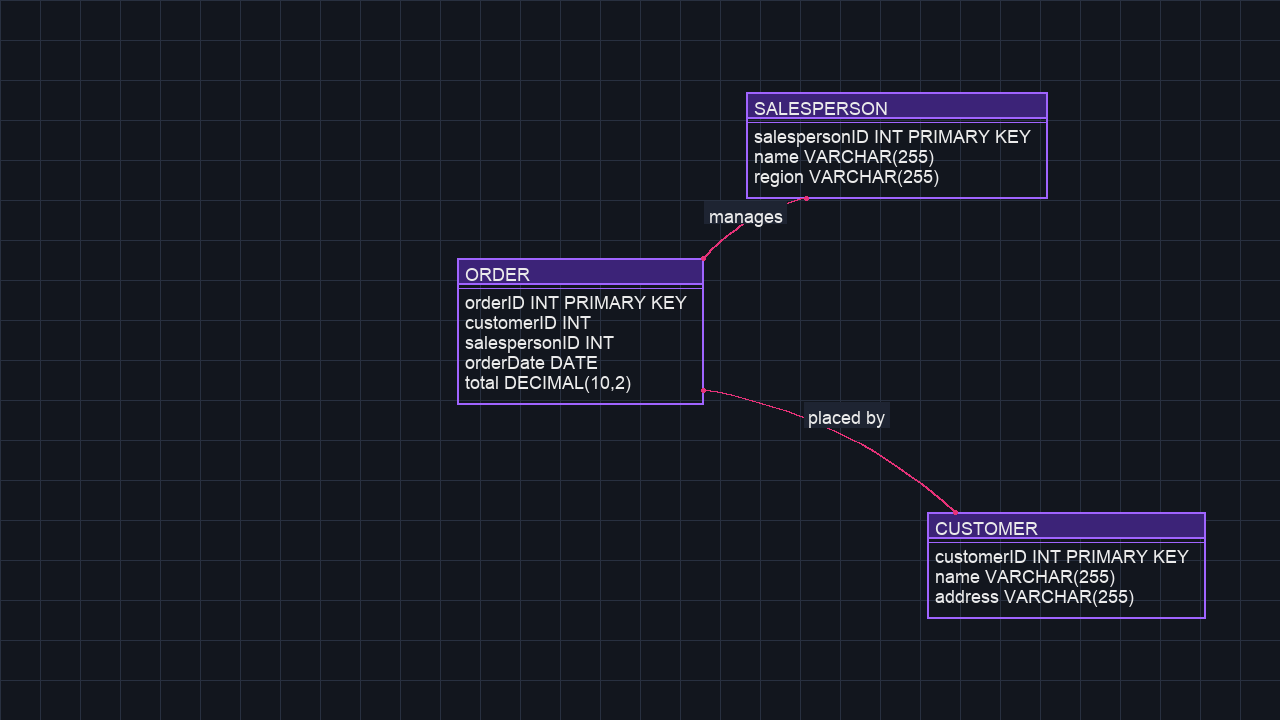 SALESPERSON
salespersonID INT PRIMARY KEY
name VARCHAR(255)
region VARCHAR(255)
manages
ORDER
orderID INT PRIMARY KEY
customerID INT
salespersonID INT
orderDate DATE
total DECIMAL(10,2)
placed by
CUSTOMER
customerID INT PRIMARY KEY
name VARCHAR(255)
address VARCHAR(255)